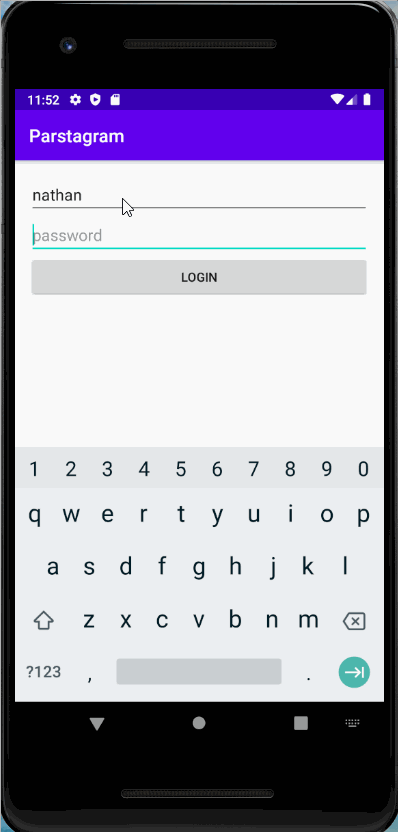 11:52
Parstagram
nathan
password
LOGIN
1 2 3 4 5 6 7 8 9 0
q w e r t y u i o p
a s d f g h j k l
z x c v b n m
?123 , .